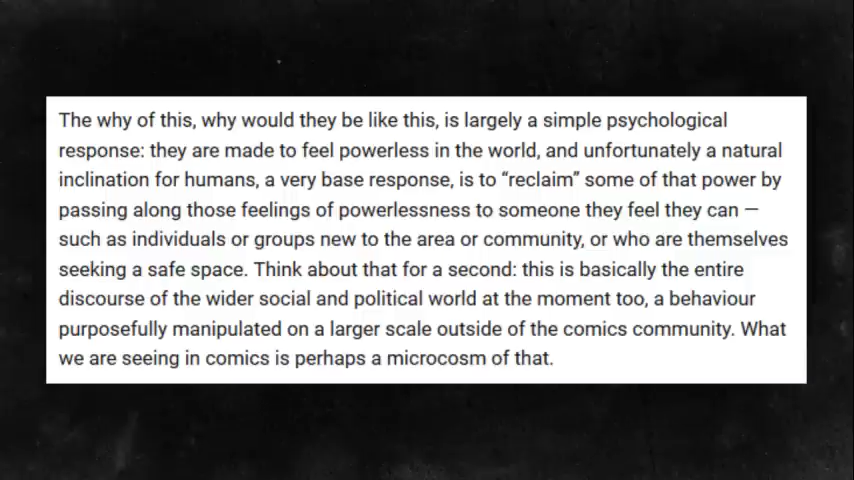 The why of this, why would they be like this, is largely a simple psychological
response: they are made to feel powerless in the world, and unfortunately a natural
inclination for humans, a very base response, is to “reclaim” some of that power by
passing along those feelings of powerlessness to someone they feel they can —
such as individuals or groups new to the area or community, or who are themselves
seeking a safe space. Think about that for a second: this is basically the entire
discourse of the wider social and political world at the moment too, a behaviour
purposefully manipulated on a larger scale outside of the comics community. What
we are seeing in comics is perhaps a microcosm of that.